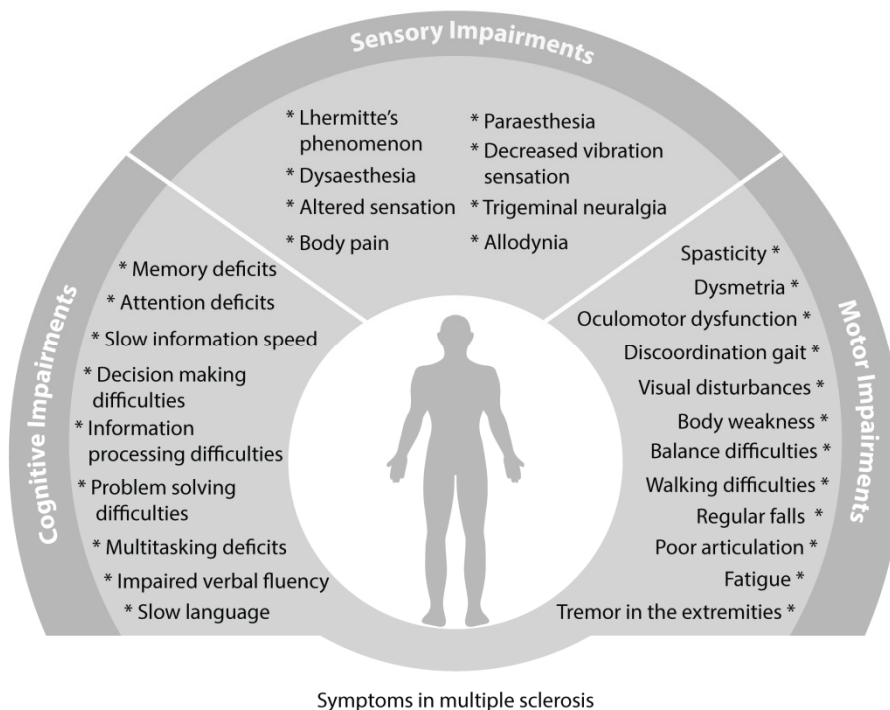 Sensory Impairments
* Lhermitte's
phenomenon
* Dysaesthesia
* Altered sensation
* Body pain
* Paraesthesia
* Decreased vibration
sensation
* Trigeminal neuralgia
* Allodynia
Cognitive Impairments
* Memory deficits
* Attention deficits
* Slow information speed
* Decision making
difficulties
* Information
processing difficulties
* Problem solving
difficulties
* Multitasking deficits
* Impaired verbal fluency
* Slow language
Motor Impairments
Spasticity *
Dysmetria *
Oculomotor dysfunction *
Discoordination gait *
Visual disturbances *
Body weakness *
Balance difficulties *
Walking difficulties *
Regular falls *
Poor articulation *
Fatigue *
Tremor in the extremities *
Symptoms in multiple sclerosis